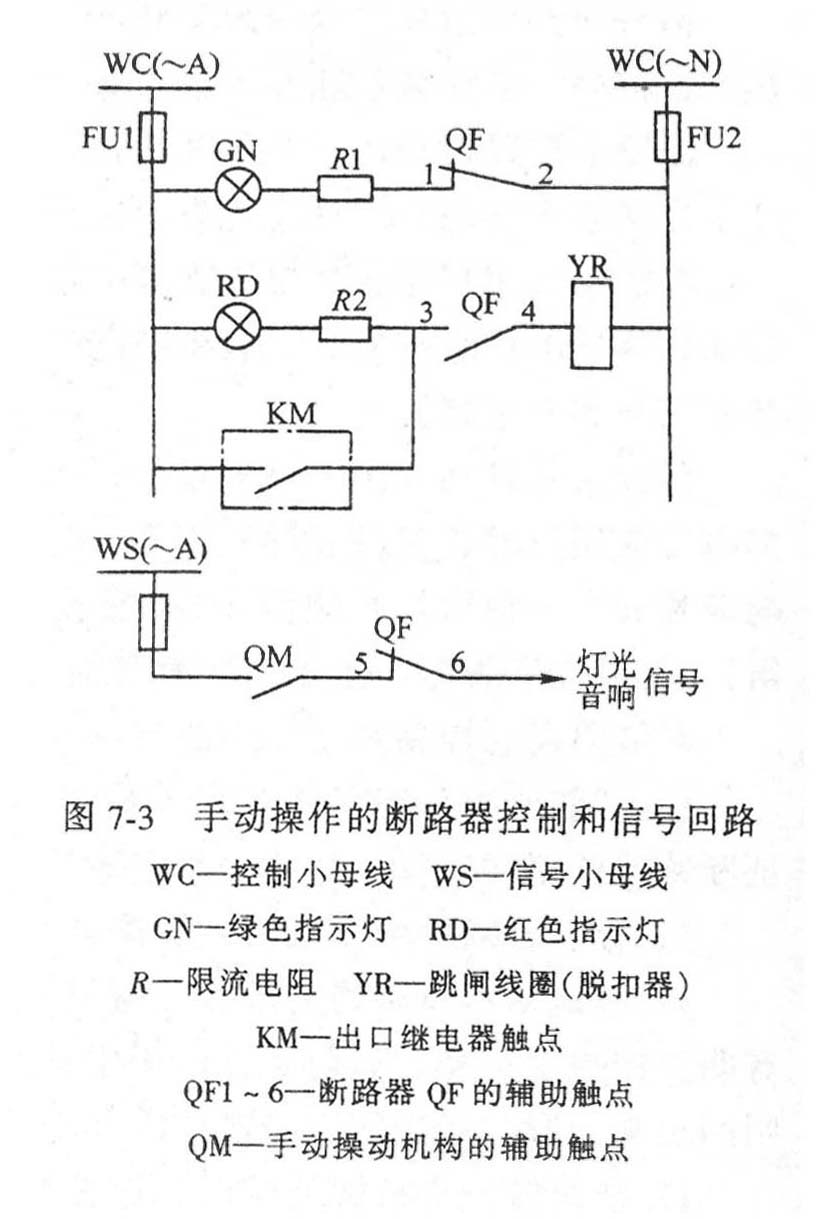 WC(～A)
WC(～N)
FU1
GN
R1
1
QF
2
FU2
RD
R2
3
QF
4
YR
KM
WS(～A)
QM
5
QF
6
灯光
音响
信号
图 7-3 手动操作的断路器控制和信号回路
WC—控制小母线 WS—信号小母线
GN—绿色指示灯 RD—红色指示灯
R—限流电阻 YR—跳闸线圈(脱扣器)
KM—出口继电器触点
QF1～6—断路器 QF 的辅助触点
QM—手动操动机构的辅助触点